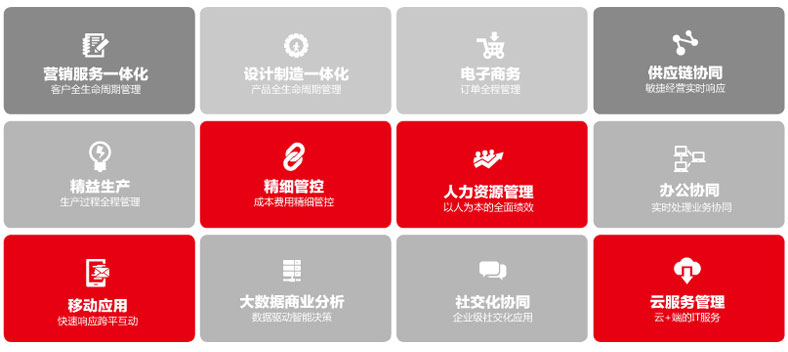 营销服务一体化
客户全生命周期管理
设计制造一体化
产品全生命周期管理
电子商务
订单全程管理
供应链协同
敏捷经营实时响应
精益生产
生产过程全程管理
精细管控
成本费用精细管控
人力资源管理
以人为本的全面绩效
办公协同
实时处理业务协同
移动应用
快速响应跨平互动
大数据商业分析
数据驱动智能决策
社交化协同
企业级社交化应用
云服务管理
云+端的IT服务